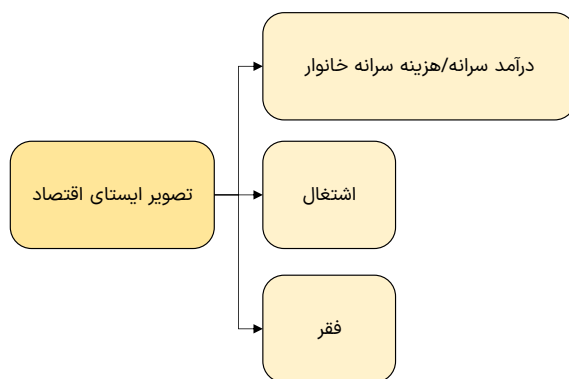 درآمد سرانه/هزینه سرانه خانوار
تصویر ایستای اقتصاد
اشتغال
فقر